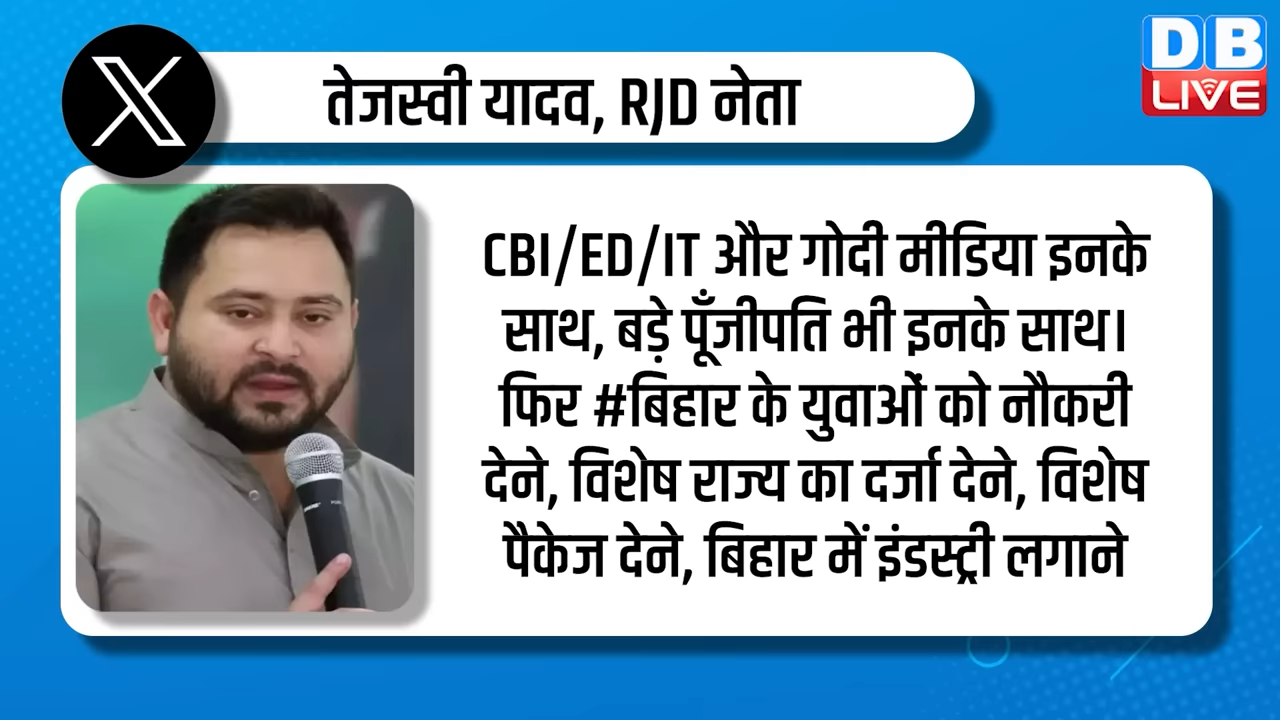 तेजस्वी यादव, RJD नेता
DB
LIVE
CBI/ED/IT और गोदी मीडिया इनके
साथ, बड़े पूँजीपति भी इनके साथ।
फिर #बिहार के युवाओं को नौकरी
देने, विशेष राज्य का दर्जा देने, विशेष
पैकेज देने, बिहार में इंडस्ट्री लगाने